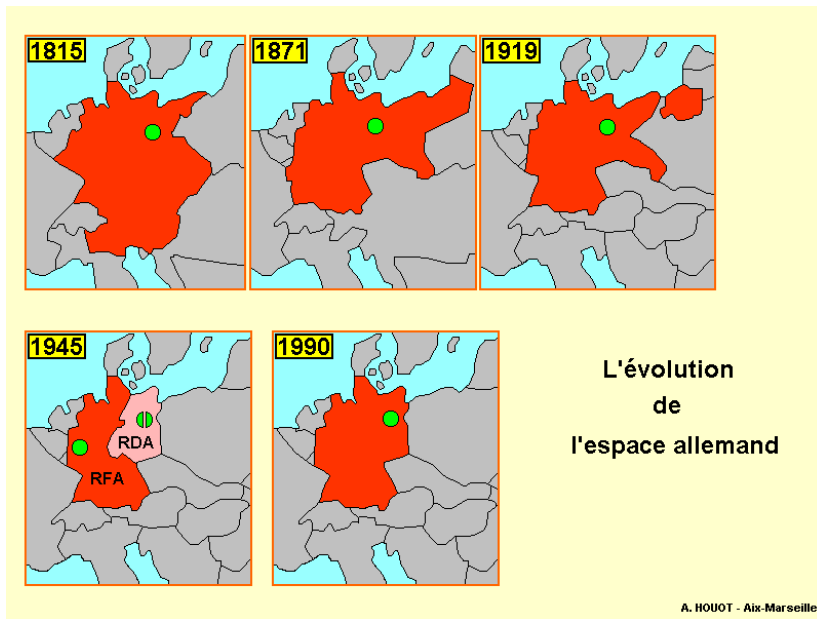 1815
1871
1919
1945
1990
RDA
RFA
L'évolution
de
l'espace allemand
A. HOUOT - Aix-Marseille